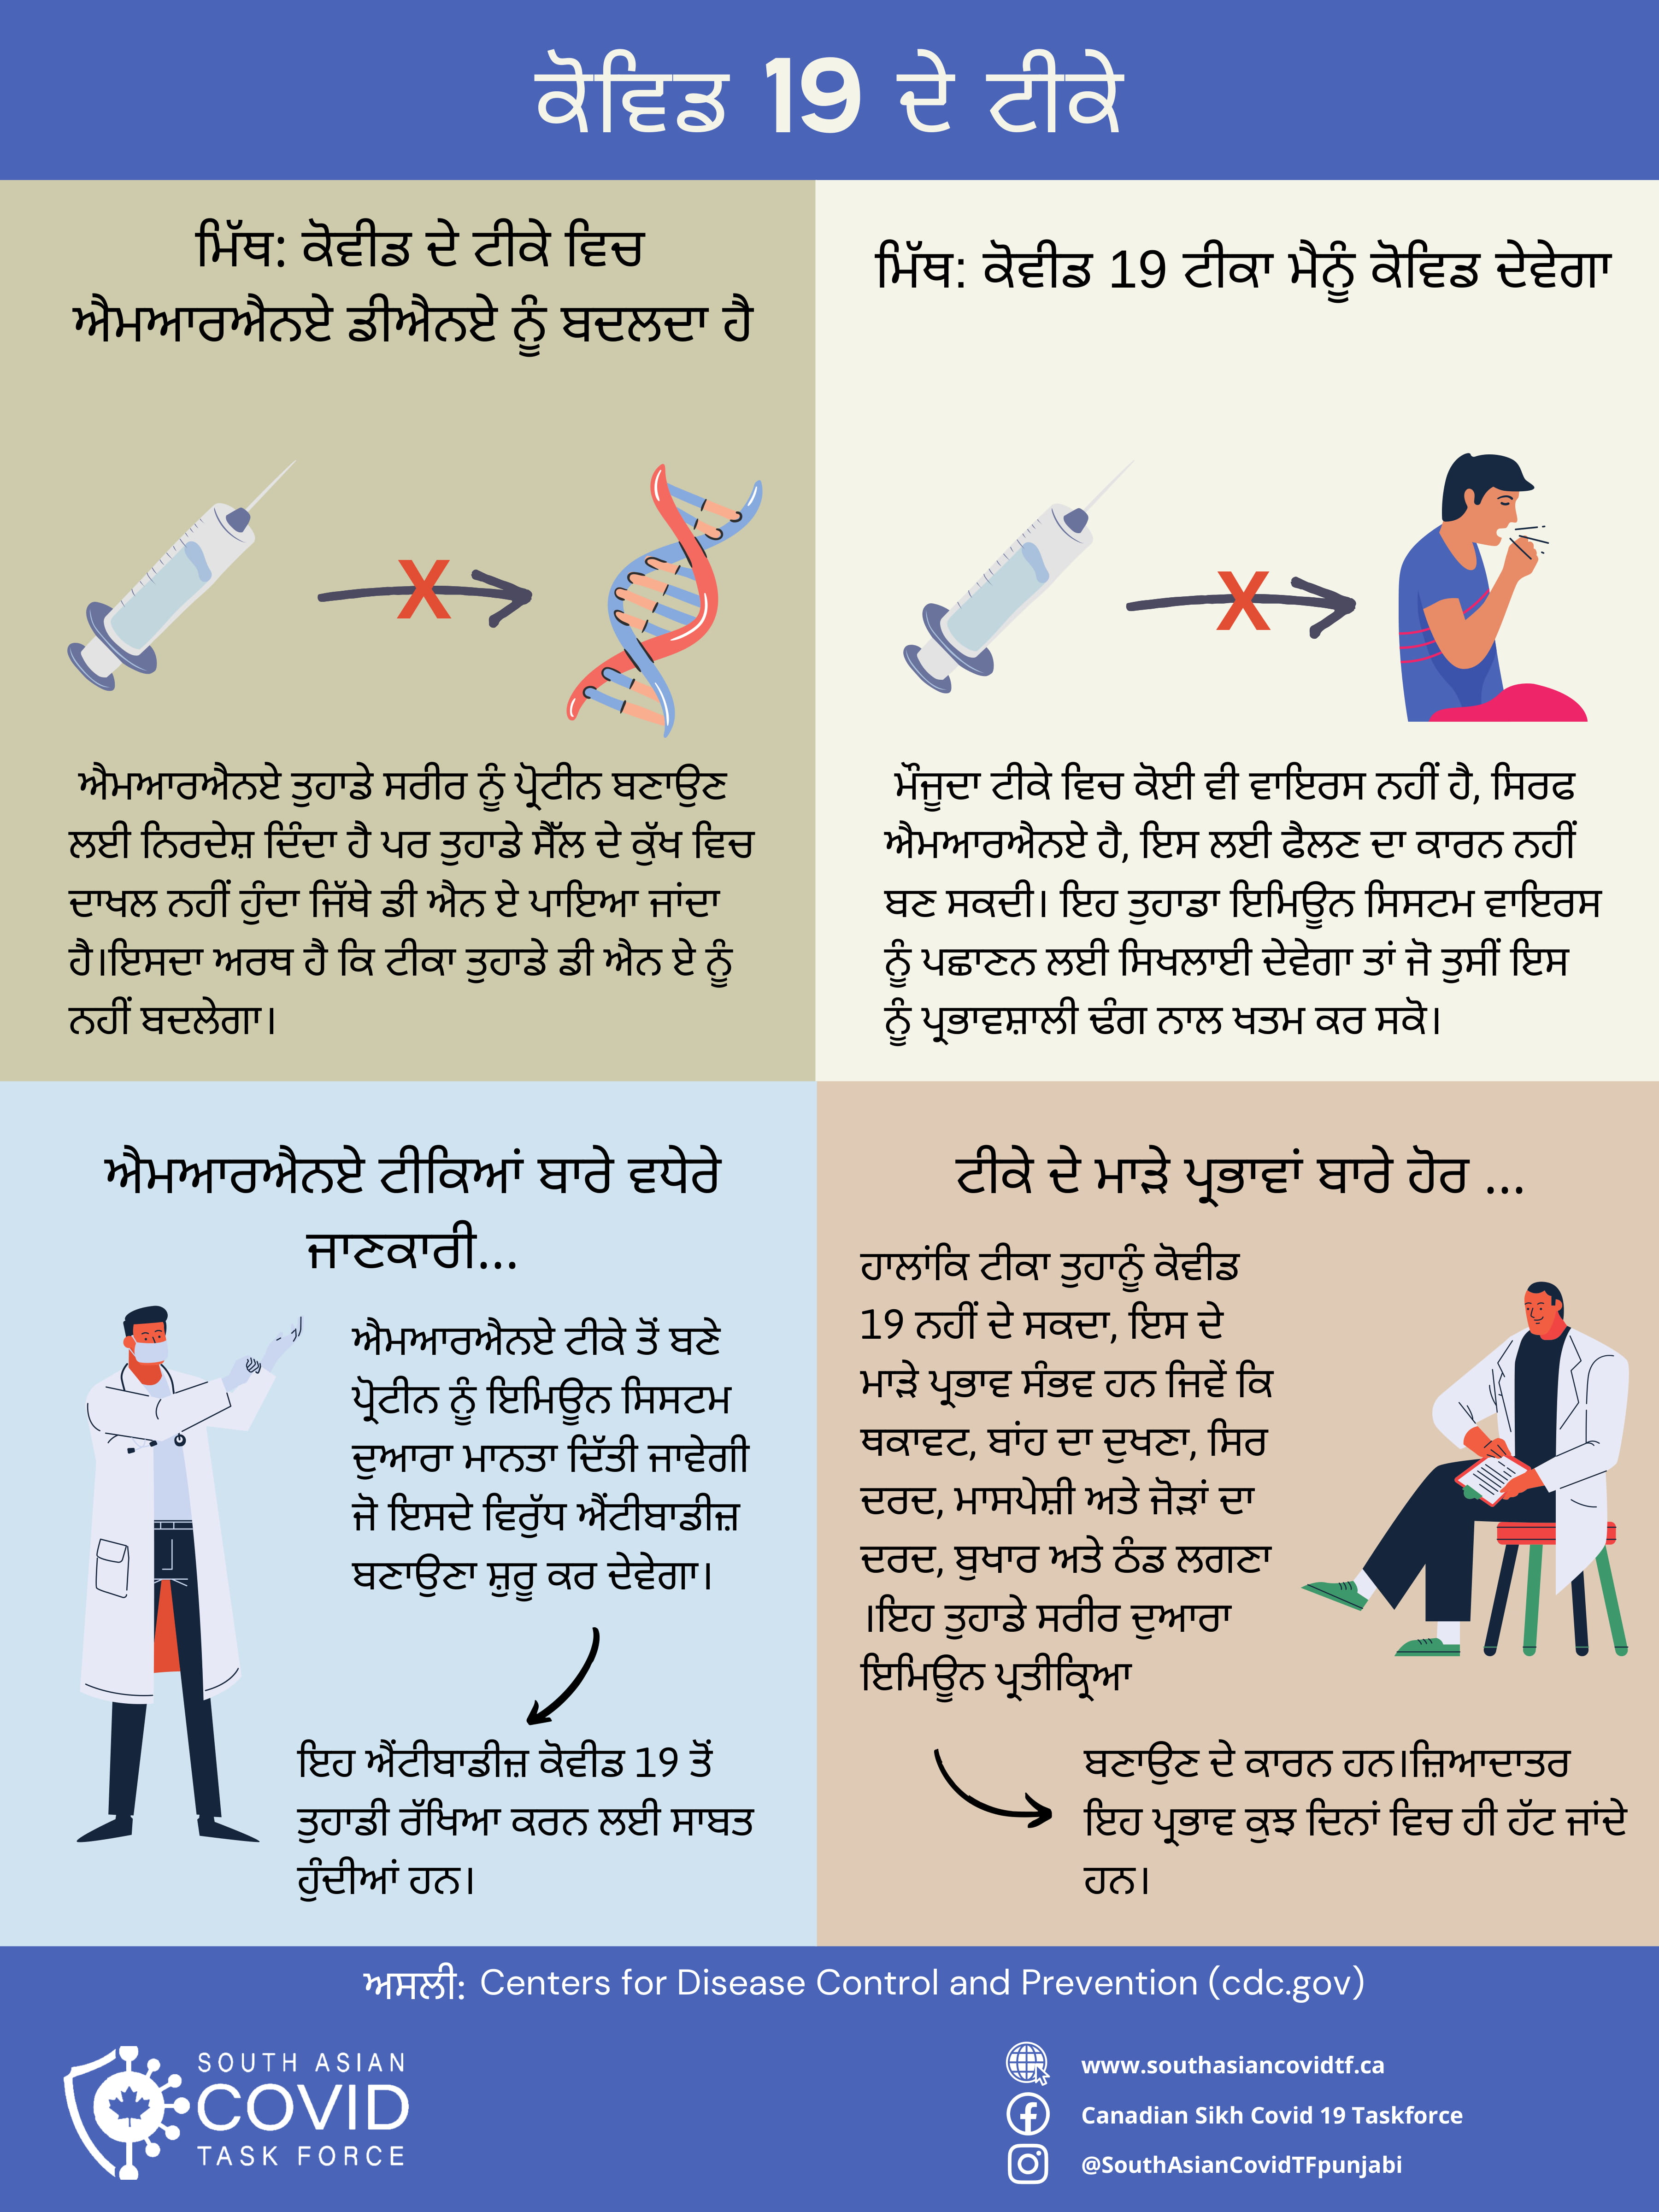 ਕੋਵਿਡ 19 ਦੇ ਟੀਕੇ
ਮਿੱਥ: ਕੋਵੀਡ ਦੇ ਟੀਕੇ ਵਿਚ
ਐਮਆਰਐਨਏ ਡੀਐਨਏ ਨੂੰ ਬਦਲਦਾ ਹੈ
ਐਮਆਰਐਨਏ ਤੁਹਾਡੇ ਸਰੀਰ ਨੂੰ ਪ੍ਰੋਟੀਨ ਬਣਾਉਣ
ਲਈ ਨਿਰਦੇਸ਼ ਦਿੰਦਾ ਹੈ ਪਰ ਤੁਹਾਡੇ ਸੈੱਲ ਦੇ ਕੁੱਖ ਵਿਚ
ਦਾਖਲ ਨਹੀਂ ਹੁੰਦਾ ਜਿੱਥੇ ਡੀ ਐਨ ਏ ਪਾਇਆ ਜਾਂਦਾ
ਹੈ।ਇਸਦਾ ਅਰਥ ਹੈ ਕਿ ਟੀਕਾ ਤੁਹਾਡੇ ਡੀ ਐਨ ਏ ਨੂੰ
ਨਹੀਂ ਬਦਲੇਗਾ।
ਮਿੱਥ: ਕੋਵੀਡ 19 ਟੀਕਾ ਮੈਨੂੰ ਕੋਵਿਡ ਦੇਵੇਗਾ
ਮੌਜੂਦਾ ਟੀਕੇ ਵਿਚ ਕੋਈ ਵੀ ਵਾਇਰਸ ਨਹੀਂ ਹੈ, ਸਿਰਫ
ਐਮਆਰਐਨਏ ਹੈ, ਇਸ ਲਈ ਫੈਲਣ ਦਾ ਕਾਰਨ ਨਹੀਂ
ਬਣ ਸਕਦੀ। ਇਹ ਤੁਹਾਡਾ ਇਮਿਊਨ ਸਿਸਟਮ ਵਾਇਰਸ
ਨੂੰ ਪਛਾਣਨ ਲਈ ਸਿਖਲਾਈ ਦੇਵੇਗਾ ਤਾਂ ਜੋ ਤੁਸੀਂ ਇਸ
ਨੂੰ ਪ੍ਰਭਾਵਸ਼ਾਲੀ ਢੰਗ ਨਾਲ ਖਤਮ ਕਰ ਸਕੋ।
ਐਮਆਰਐਨਏ ਟੀਕਿਆਂ ਬਾਰੇ ਵਧੇਰੇ
ਜਾਣਕਾਰੀ...
ਐਮਆਰਐਨਏ ਟੀਕੇ ਤੋਂ ਬਣੇ
ਪ੍ਰੋਟੀਨ ਨੂੰ ਇਮਿਊਨ ਸਿਸਟਮ
ਦੁਆਰਾ ਮਾਨਤਾ ਦਿੱਤੀ ਜਾਵੇਗੀ
ਜੋ ਇਸਦੇ ਵਿਰੁੱਧ ਐਂਟੀਬਾਡੀਜ਼
ਬਣਾਉਣਾ ਸ਼ੁਰੂ ਕਰ ਦੇਵੇਗਾ।
ਇਹ ਐਂਟੀਬਾਡੀਜ਼ ਕੋਵੀਡ 19 ਤੋਂ
ਤੁਹਾਡੀ ਰੱਖਿਆ ਕਰਨ ਲਈ ਸਾਬਤ
ਹੁੰਦੀਆਂ ਹਨ।
ਟੀਕੇ ਦੇ ਮਾੜੇ ਪ੍ਰਭਾਵਾਂ ਬਾਰੇ ਹੋਰ ...
ਹਾਲਾਂਕਿ ਟੀਕਾ ਤੁਹਾਨੂੰ ਕੋਵੀਡ
19 ਨਹੀਂ ਦੇ ਸਕਦਾ, ਇਸ ਦੇ
ਮਾੜੇ ਪ੍ਰਭਾਵ ਸੰਭਵ ਹਨ ਜਿਵੇਂ ਕਿ
ਥਕਾਵਟ, ਬਾਂਹ ਦਾ ਦੁਖਣਾ, ਸਿਰ
ਦਰਦ, ਮਾਸਪੇਸ਼ੀ ਅਤੇ ਜੋੜਾਂ ਦਾ
ਦਰਦ, ਬੁਖਾਰ ਅਤੇ ਠੰਡ ਲਗਣਾ
।ਇਹ ਤੁਹਾਡੇ ਸਰੀਰ ਦੁਆਰਾ
ਇਮਿਊਨ ਪ੍ਰਤੀਕ੍ਰਿਆ
ਬਣਾਉਣ ਦੇ ਕਾਰਨ ਹਨ।ਜ਼ਿਆਦਾਤਰ
ਇਹ ਪ੍ਰਭਾਵ ਕੁਝ ਦਿਨਾਂ ਵਿਚ ਹੀ ਹੱਟ ਜਾਂਦੇ
ਹਨ।
ਅਸਲੀ: Centers for Disease Control and Prevention (cdc.gov)
SOUTH ASIAN
COVID
TASK FORCE
www.southasiancovidtf.ca
Canadian Sikh Covid 19 Taskforce
@SouthAsianCovidTFpunjabi